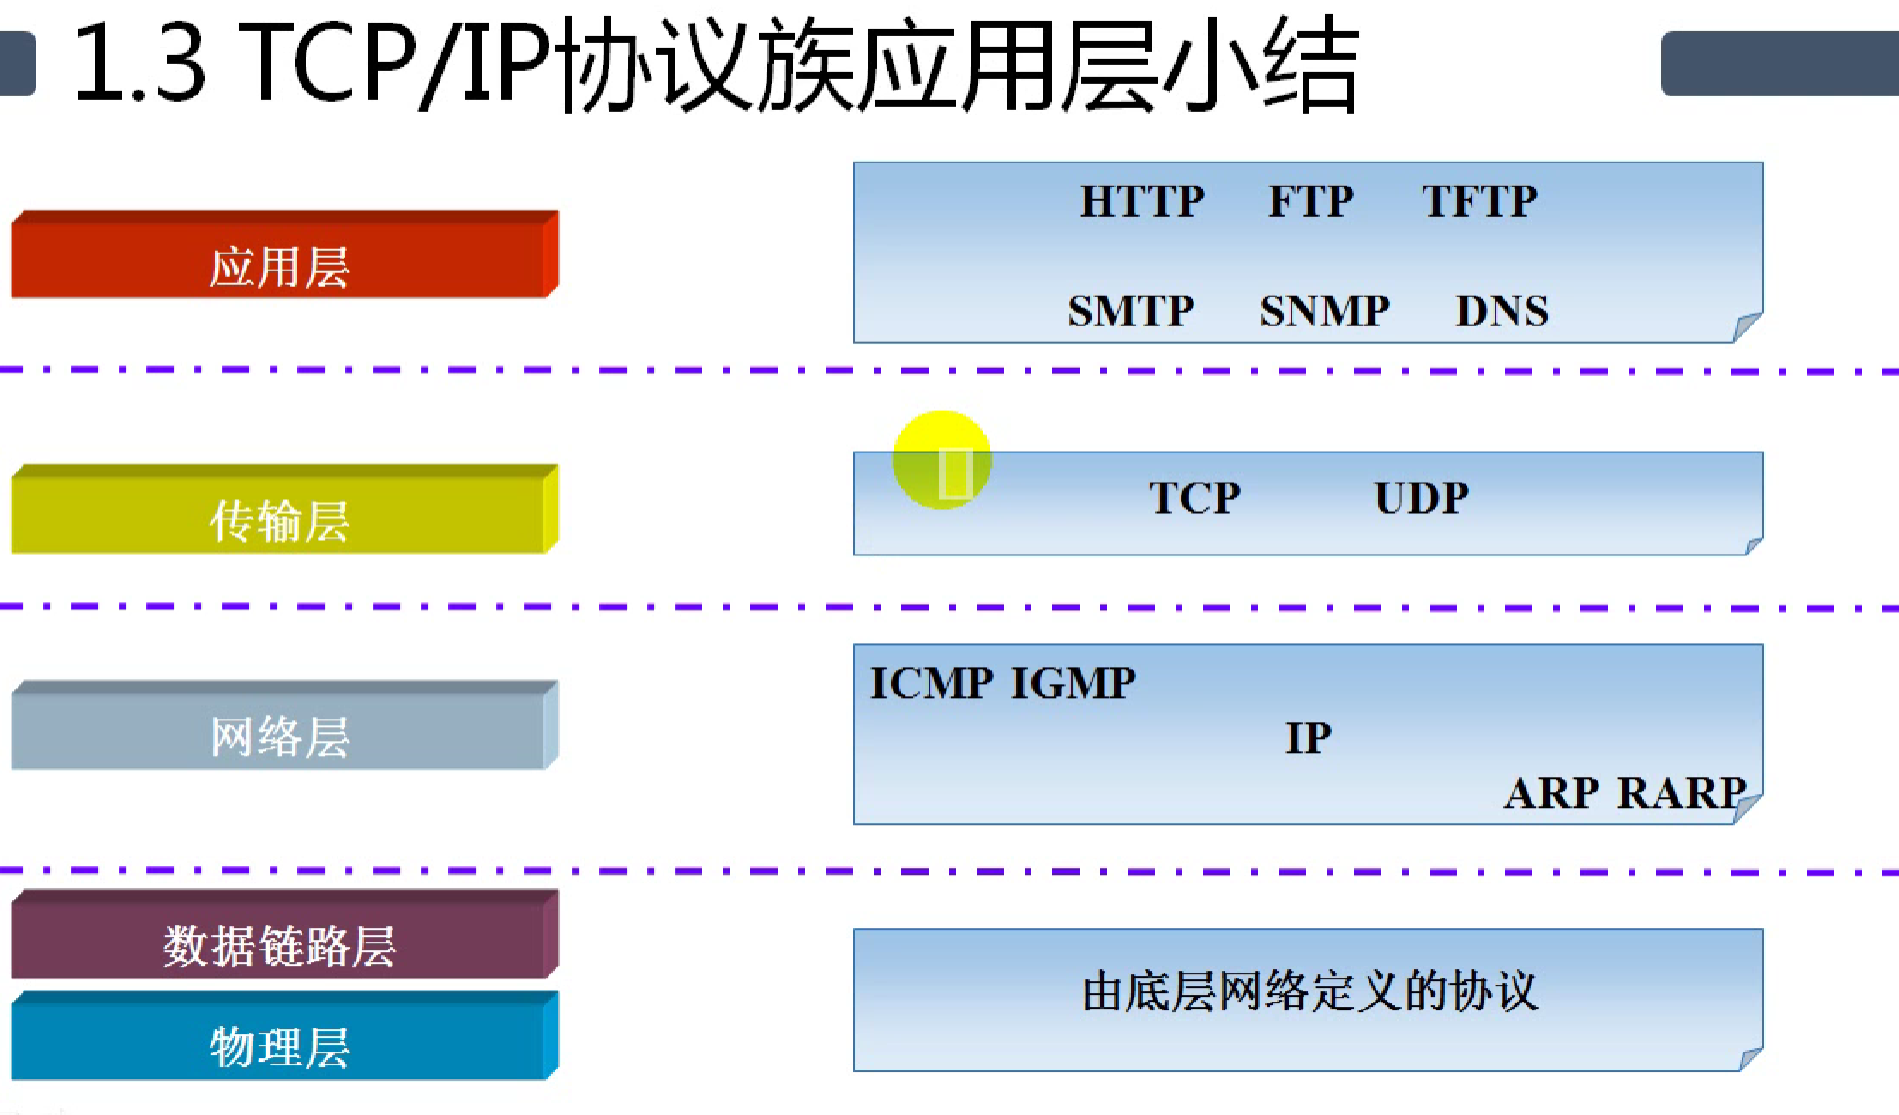 1.3 TCP/IP协议族应用层小结
应用层
HTTP FTP TFTP
SMTP SNMP DNS
传输层
TCP UDP
网络层
ICMP IGMP
IP
ARP RARP
数据链路层
物理层
由底层网络定义的协议